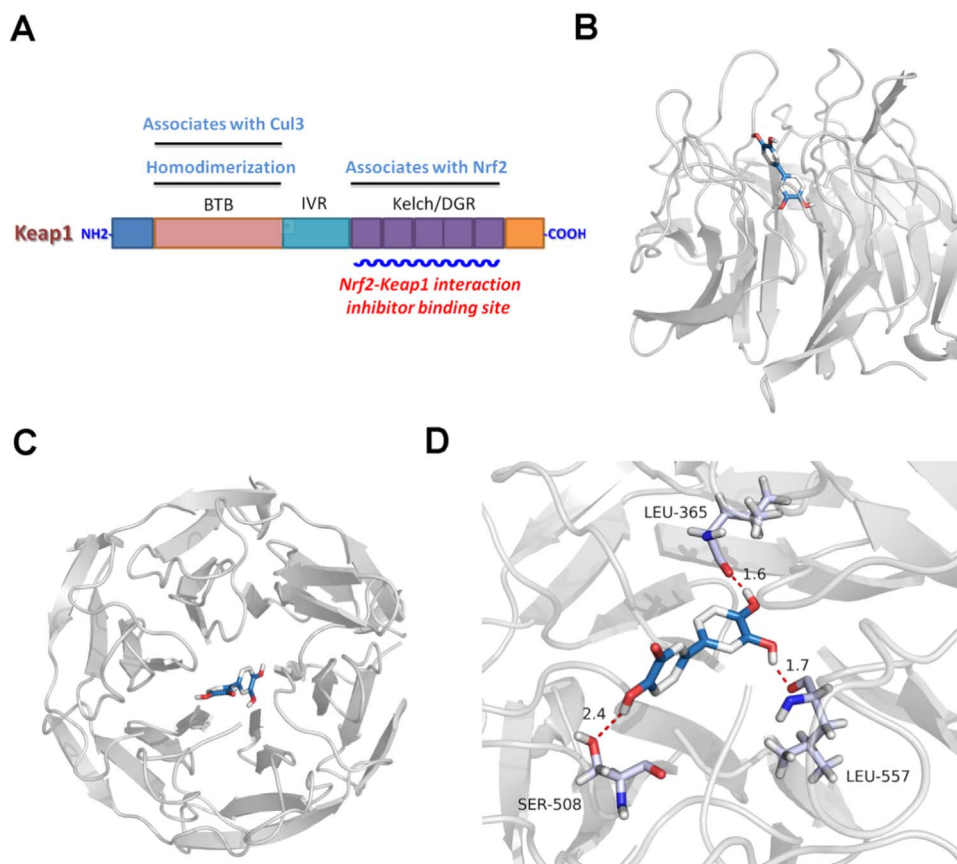 A
Associates with Cul3
Homodimerization
Associates with Nrf2
BTB
IVR
Kelch/DGR
Keap1
NH2-
-COOH
Nrf2-Keap1 interaction
inhibitor binding site
B
C
D
LEU-365
1.6
1.7
2.4
LEU-557
SER-508